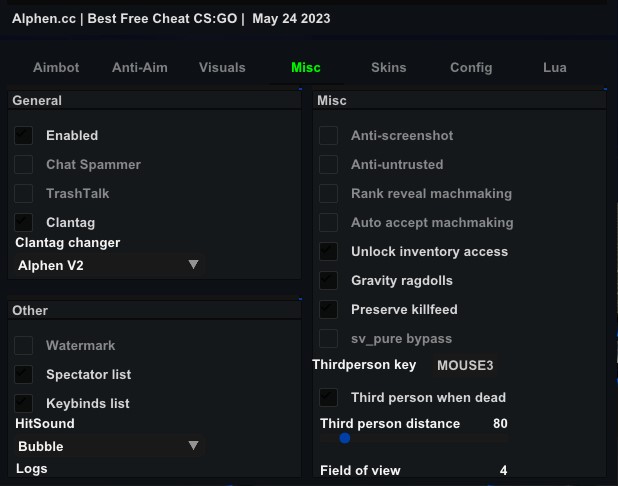 Alphen.cc | Best Free Cheat CS:GO | May 24 2023
Aimbot Anti-Aim Visuals Misc Skins Config Lua
General
Enabled
Chat Spammer
TrashTalk
Clantag
Clantag changer
Alphen V2
Other
Watermark
Spectator list
Keybinds list
HitSound
Bubble
Logs
Misc
Anti-screenshot
Anti-untrusted
Rank reveal machmaking
Auto accept machmaking
Unlock inventory access
Gravity ragdolls
Preserve killfeed
sv_pure bypass
Thirdperson key MOUSE3
Third person when dead
Third person distance 80
Field of view 4